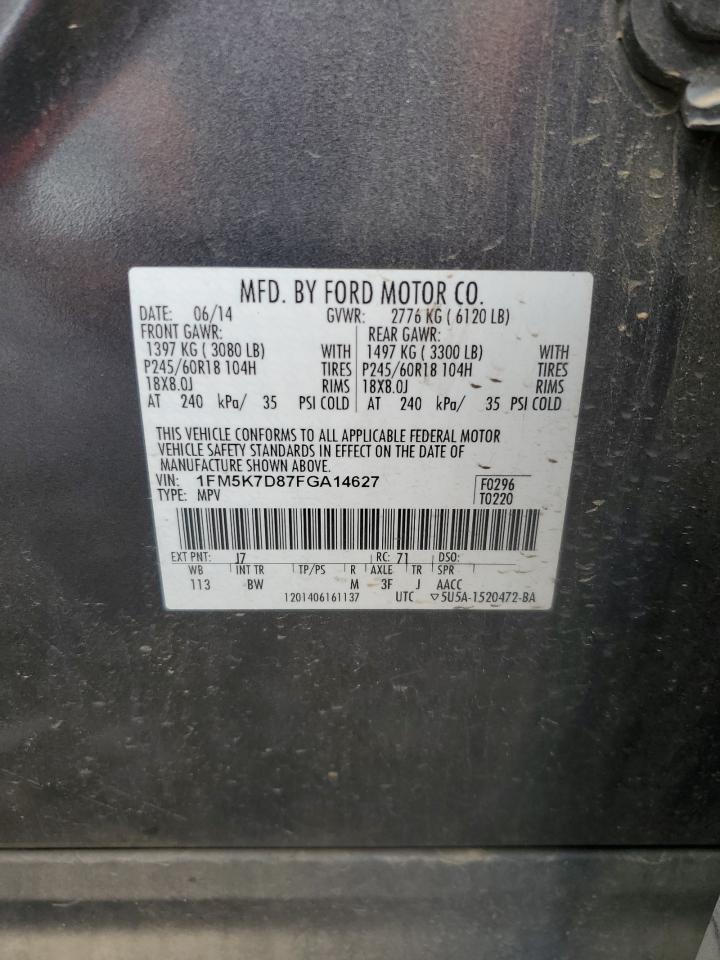 MFD. BY FORD MOTOR CO.
DATE: 06/14 GVWR: 2776 KG ( 6120 LB)
FRONT GAWR: REAR GAWR:
1397 KG ( 3080 LB) WITH 1497 KG ( 3300 LB) WITH
P245/60R18 104H TIRES P245/60R18 104H TIRES
18X8.0J RIMS 18X8.0J RIMS
AT 240 kPa/ 35 PSI COLD AT 240 kPa/ 35 PSI COLD
THIS VEHICLE CONFORMS TO ALL APPLICABLE FEDERAL MOTOR
VEHICLE SAFETY STANDARDS IN EFFECT ON THE DATE OF
MANUFACTURE SHOWN ABOVE.
VIN: 1FM5K7D87FGA14627 F0296
TYPE: MPV T0220
EXT PNT: J7 RC: 71 DSO:
WB INT TR TP/PS R AXLE TR SPR
113 BW M 3F J AACC
1201406161137 UTC ▽5U5A-1520472-BA